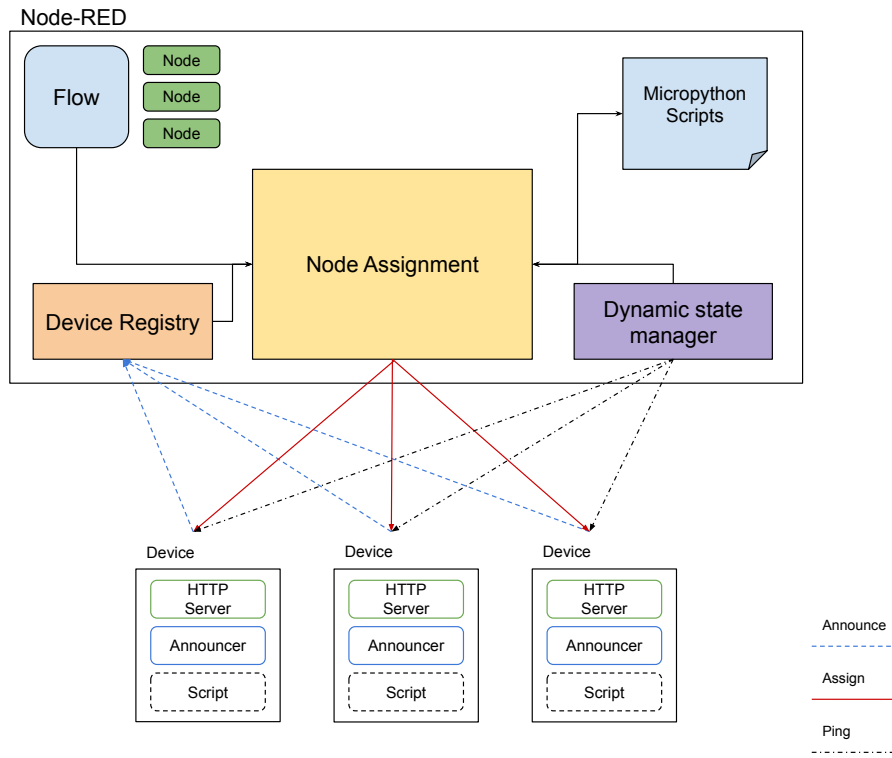 Node-RED
Flow
Node
Node
Node
Micropython
Scripts
Node Assignment
Device Registry
Dynamic state
manager
Device
Device
Device
HTTP
Server
Announcer
Script
HTTP
Server
Announcer
Script
HTTP
Server
Announcer
Script
Announce
Assign
Ping